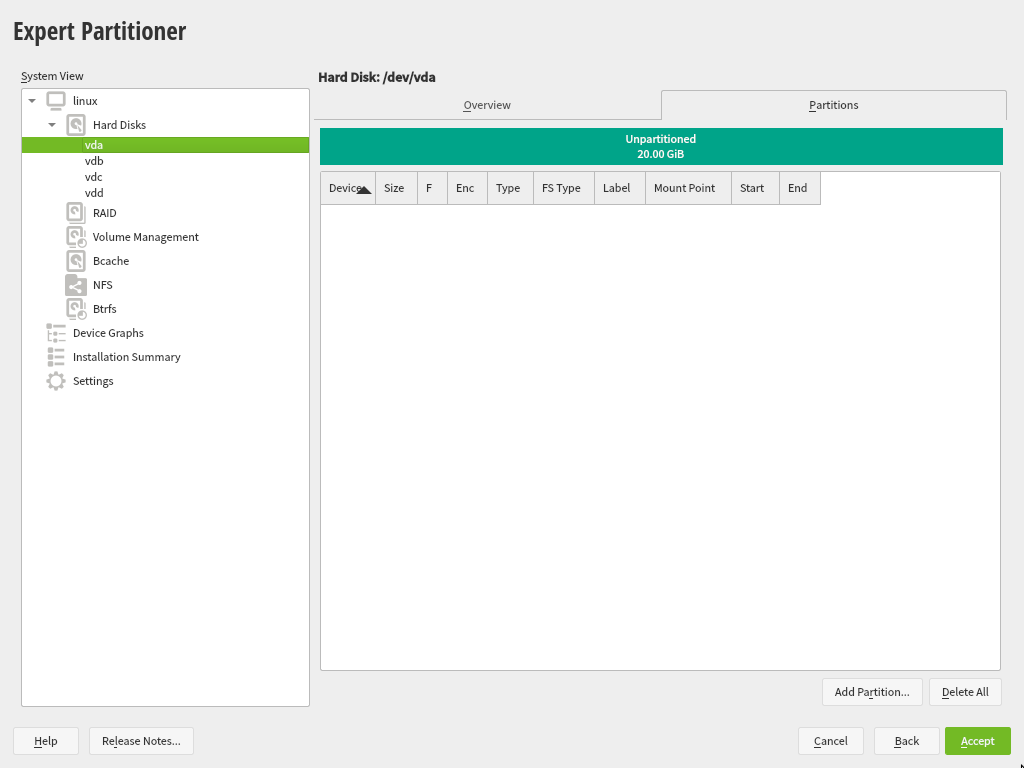 Expert Partitioner
System View
linux
Hard Disks
vda
vdb
vdc
vdd
RAID
Volume Management
Bcache
NFS
Btrfs
Device Graphs
Installation Summary
Settings
Hard Disk: /dev/vda
Overview Partitions
Unpartitioned
20.00 GiB
Device Size F Enc Type FS Type Label Mount Point Start End
Add Partition... Delete All
Help Release Notes... Cancel Back Accept